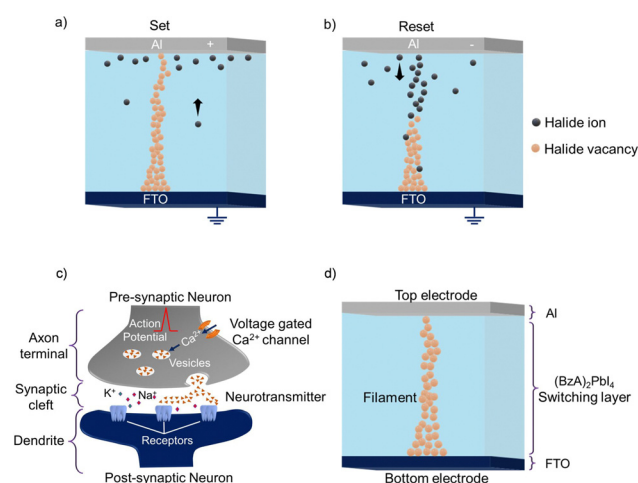 a)
Set
Al
+
FTO
b)
Reset
Al
-
FTO
Halide ion
Halide vacancy
c)
Pre-synaptic Neuron
Action
Potential
Ca²⁺
Vesicles
Voltage gated
Ca²⁺ channel
Axon
terminal
Synaptic
cleft
K⁺
Na⁺
Neurotransmitter
Dendrite
Receptors
Post-synaptic Neuron
d)
Top electrode
Al
Filament
(BzA)₂PbI₄
Switching layer
FTO
Bottom electrode